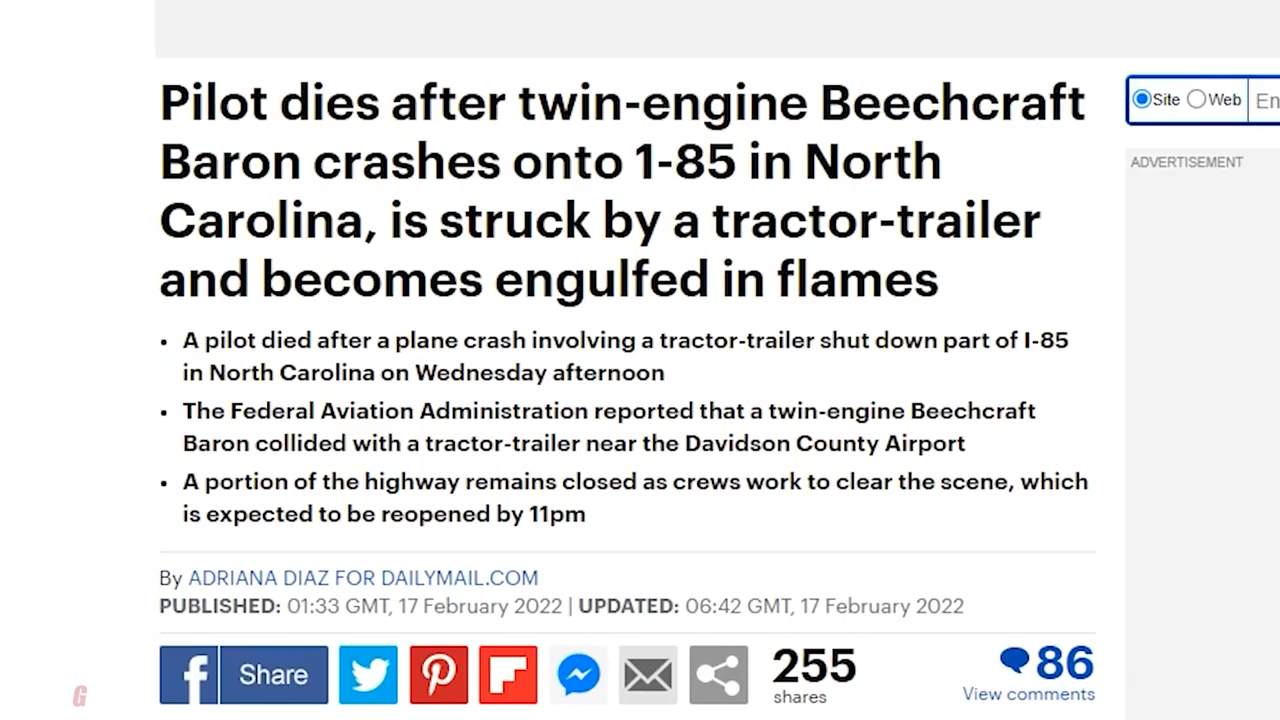 Pilot dies after twin-engine Beechcraft
Baron crashes onto 1-85 in North
Carolina, is struck by a tractor-trailer
and becomes engulfed in flames
Site Web En
ADVERTISEMENT
• A pilot died after a plane crash involving a tractor-trailer shut down part of I-85
in North Carolina on Wednesday afternoon
• The Federal Aviation Administration reported that a twin-engine Beechcraft
Baron collided with a tractor-trailer near the Davidson County Airport
• A portion of the highway remains closed as crews work to clear the scene, which
is expected to be reopened by 11pm
By ADRIANA DIAZ FOR DAILYMAIL.COM
PUBLISHED: 01:33 GMT, 17 February 2022 | UPDATED: 06:42 GMT, 17 February 2022
f Share
255
shares
86
View comments
G